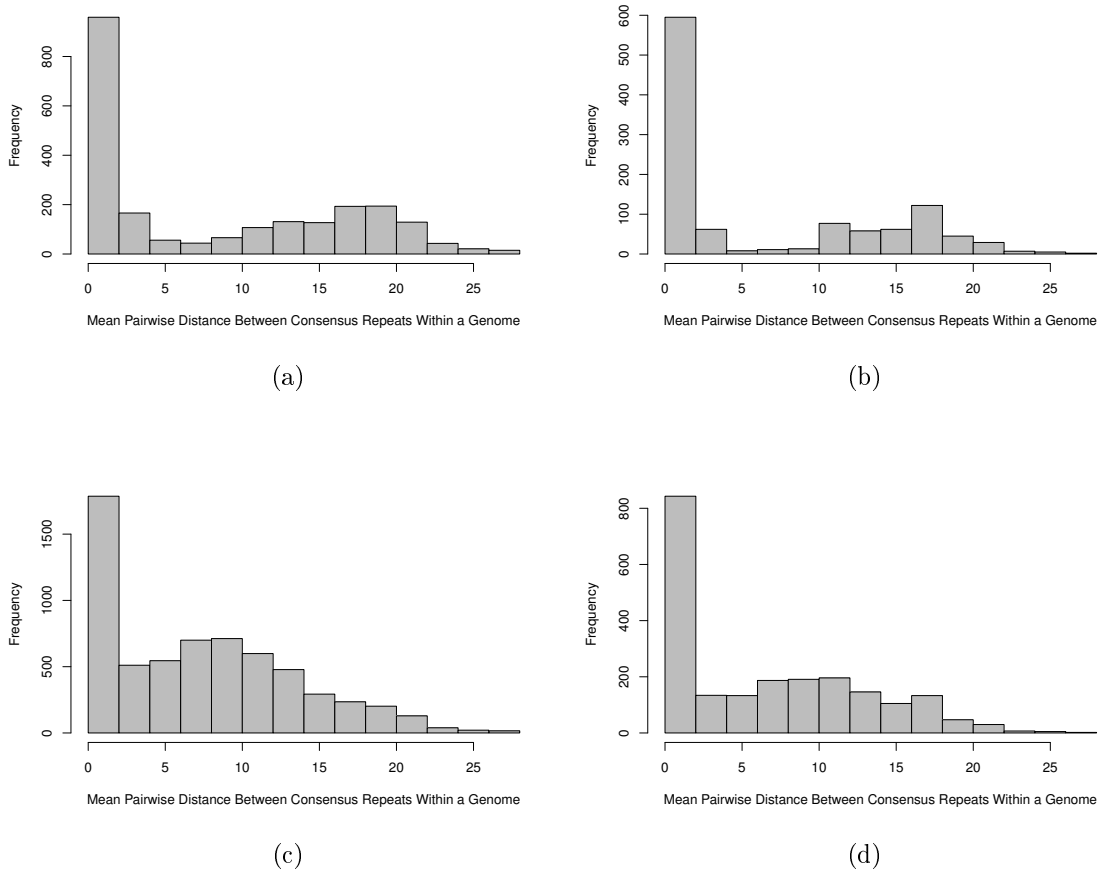 Frequency
0 200 400 600 800
0 5 10 15 20 25
Mean Pairwise Distance Between Consensus Repeats Within a Genome
(a)
Frequency
0 100 200 300 400 500 600
0 5 10 15 20 25
Mean Pairwise Distance Between Consensus Repeats Within a Genome
(b)
Frequency
0 500 1000 1500
0 5 10 15 20 25
Mean Pairwise Distance Between Consensus Repeats Within a Genome
(c)
Frequency
0 200 400 600 800
0 5 10 15 20 25
Mean Pairwise Distance Between Consensus Repeats Within a Genome
(d)